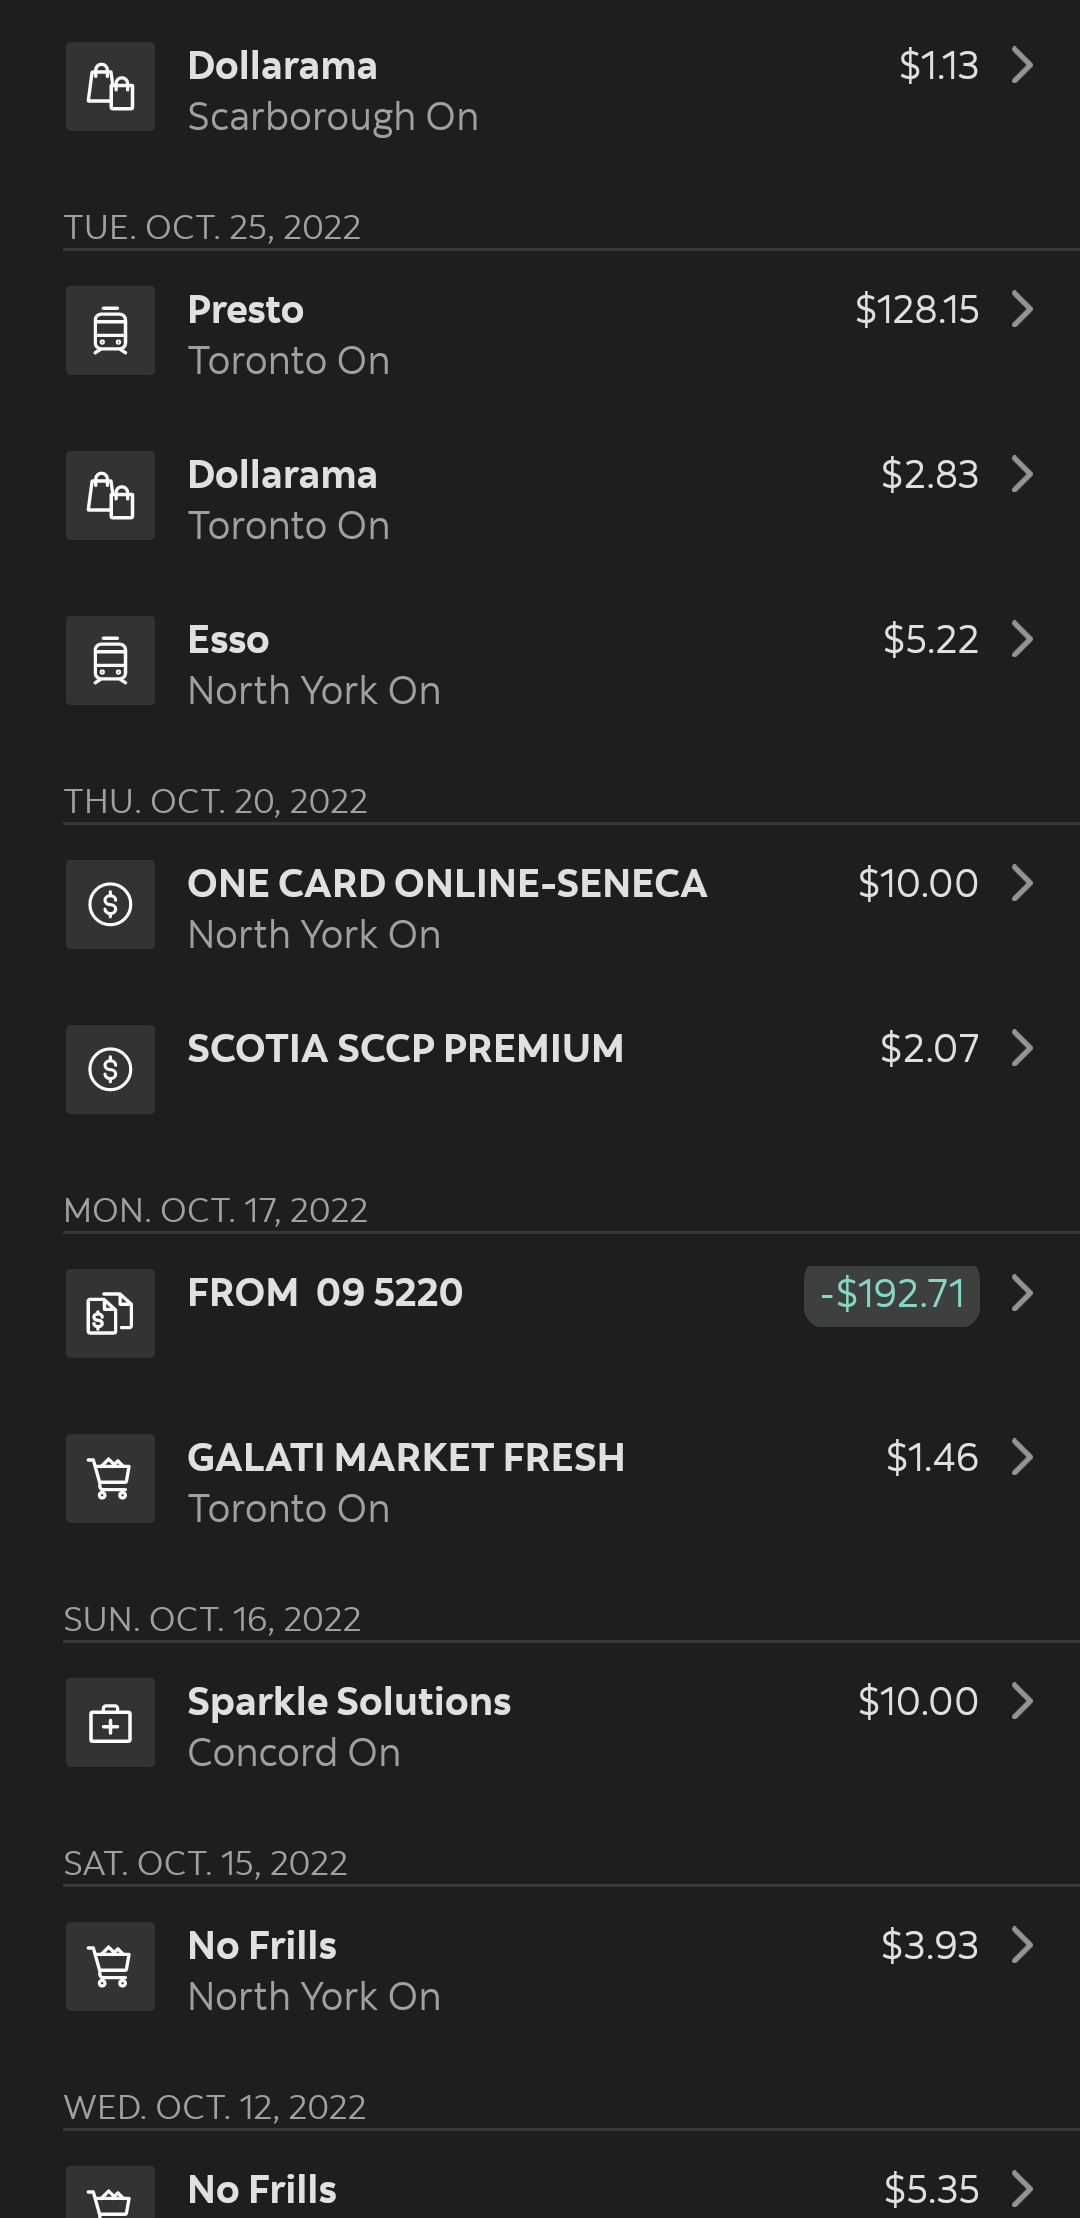 Dollarama $1.13
Scarborough On
TUE. OCT. 25, 2022
Presto $128.15
Toronto On
Dollarama $2.83
Toronto On
Esso $5.22
North York On
THU. OCT. 20, 2022
ONE CARD ONLINE-SENECA $10.00
North York On
SCOTIA SCCP PREMIUM $2.07
MON. OCT. 17, 2022
FROM  09 5220 -$192.71
GALATI MARKET FRESH $1.46
Toronto On
SUN. OCT. 16, 2022
Sparkle Solutions $10.00
Concord On
SAT. OCT. 15, 2022
No Frills $3.93
North York On
WED. OCT. 12, 2022
No Frills $5.35